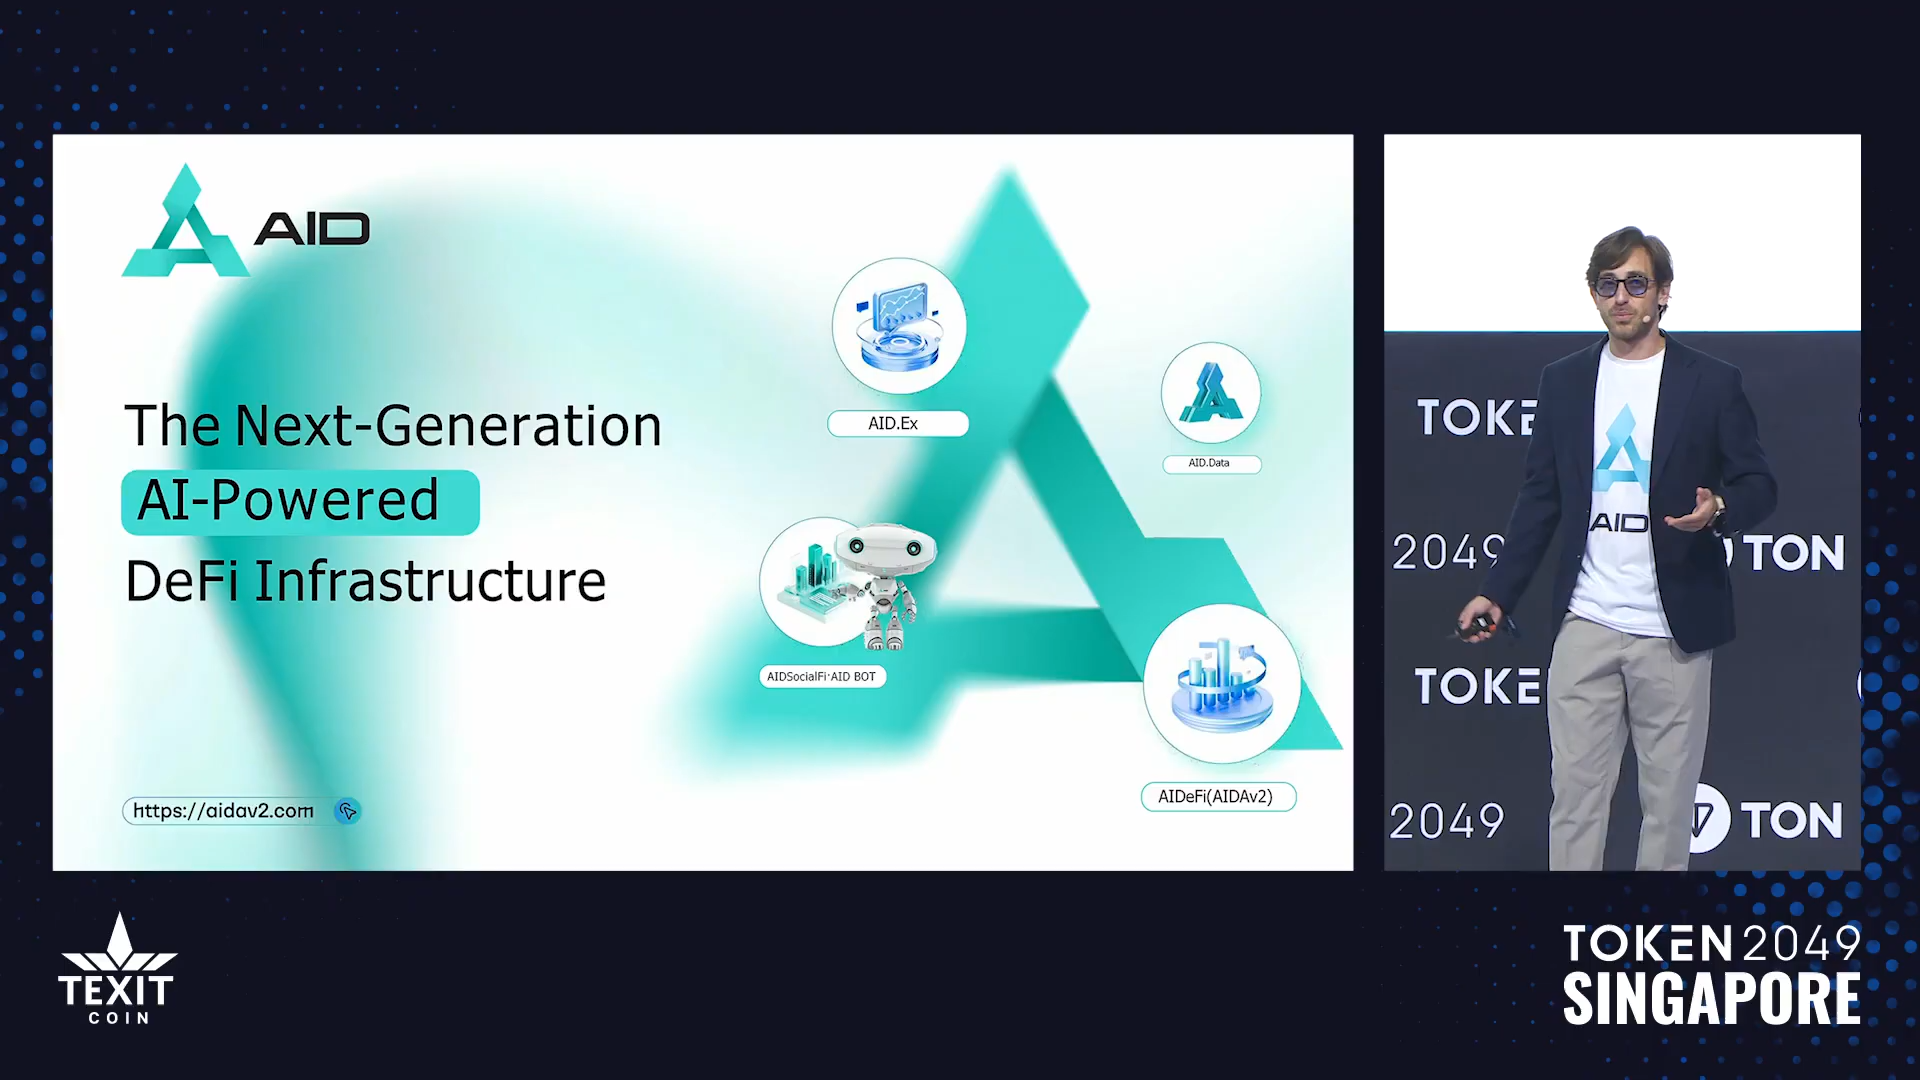 AID
The Next-Generation
AI-Powered
DeFi Infrastructure
https://aidav2.com
AID.Ex
AID.Data
AIDSocialFi·AID BOT
AIDeFi(AIDAv2)
TOKE
AID
2049
TON
TOKE
2049
TON
TEXIT
COIN
TOKEN2049
SINGAPORE